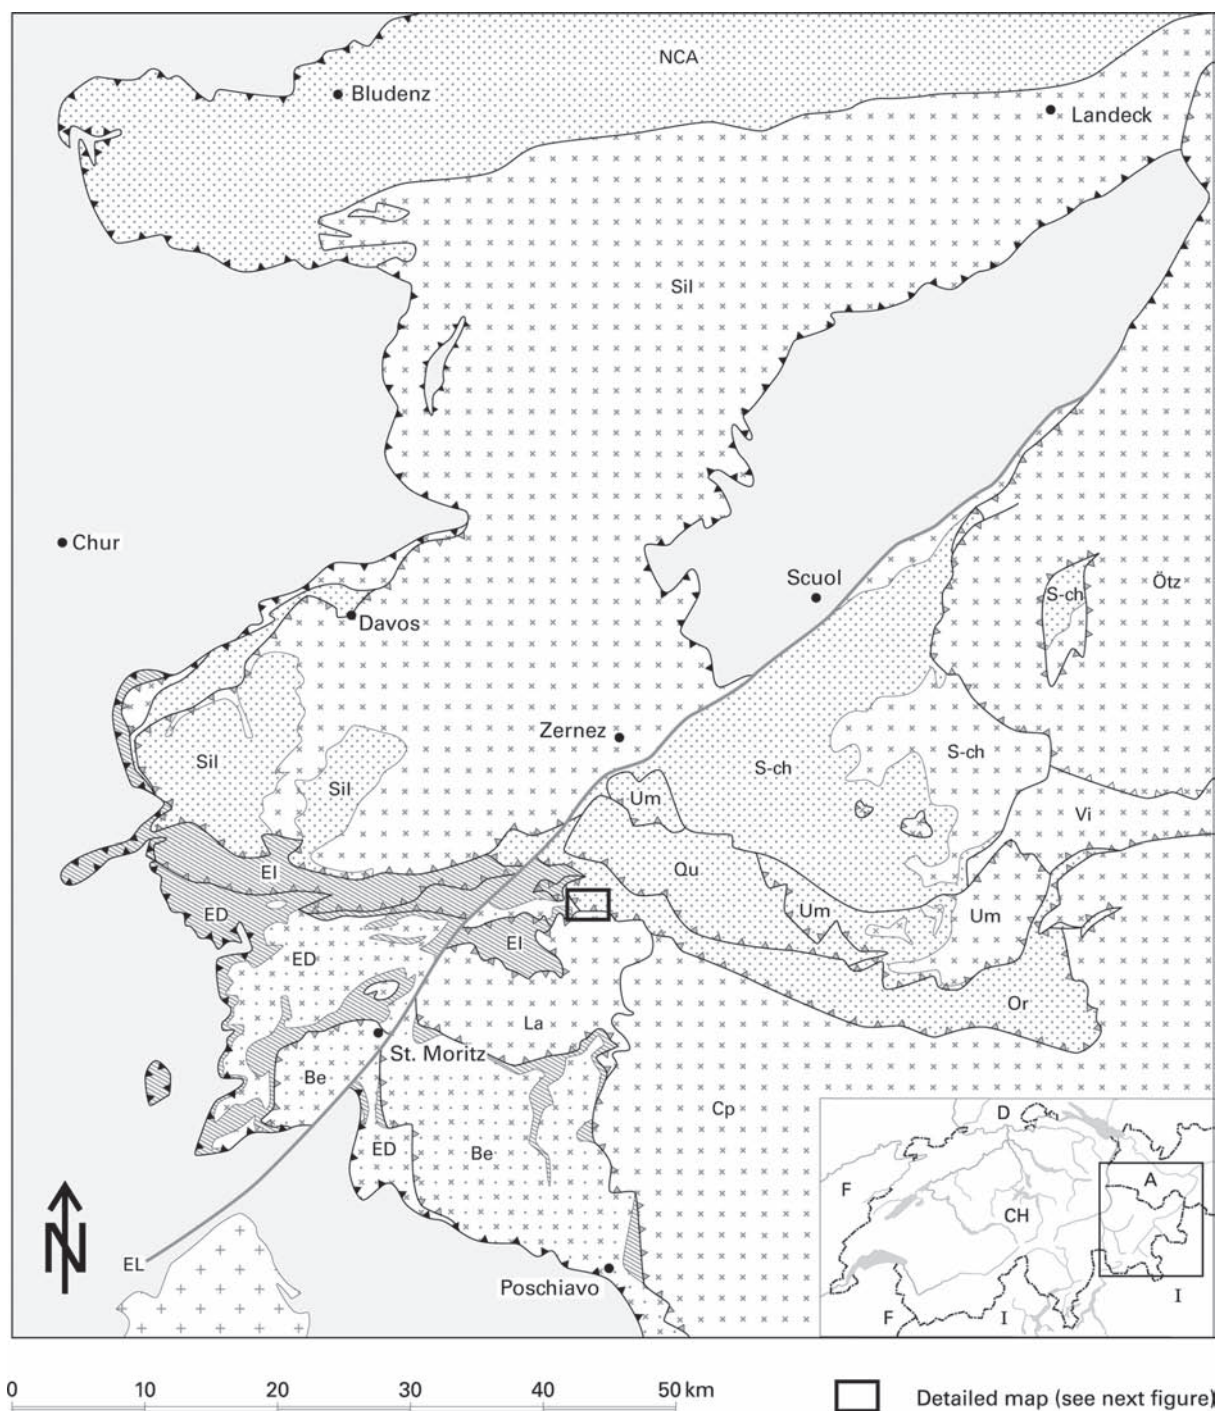 NCA
Bludenz
Landeck
Sil
Chur
Scuol
S-ch
Ötz
Davos
Zernez
S-ch
S-ch
Sil
Sil
Um
Vi
El
Qu
ED
Um
Um
ED
El
Or
La
St. Moritz
Be
Cp
ED
Be
EL
Poschiavo
D
F
A
CH
I
F
I
N
0 10 20 30 40 50 km
Detailed map (see next figure)